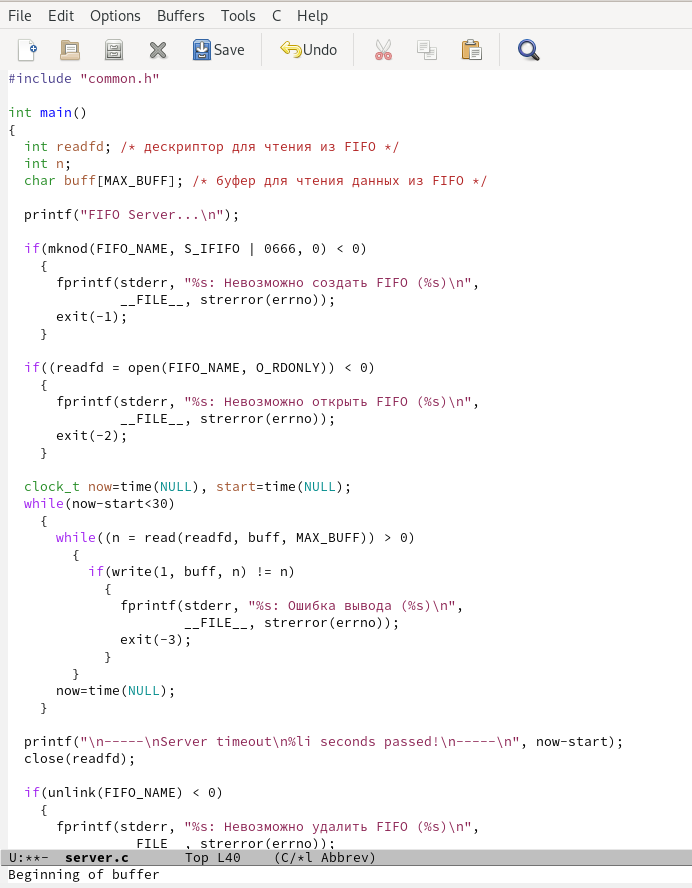 File Edit Options Buffers Tools C Help
Save Undo
#include "common.h"
int main()
{
int readfd; /* дескриптор для чтения из FIFO */
int n;
char buff[MAX_BUFF]; /* буфер для чтения данных из FIFO */
printf("FIFO Server...\n");
if(mknod(FIFO_NAME, S_IFIFO | 0666, 0) < 0)
{
fprintf(stderr, "%s: Невозможно создать FIFO (%s)\n",
__FILE__, strerror(errno));
exit(-1);
}
if((readfd = open(FIFO_NAME, O_RDONLY)) < 0)
{
fprintf(stderr, "%s: Невозможно открыть FIFO (%s)\n",
__FILE__, strerror(errno));
exit(-2);
}
clock_t now=time(NULL), start=time(NULL);
while(now-start<30)
{
while((n = read(readfd, buff, MAX_BUFF)) > 0)
{
if(write(1, buff, n) != n)
{
fprintf(stderr, "%s: Ошибка вывода (%s)\n",
__FILE__, strerror(errno));
exit(-3);
}
}
now=time(NULL);
}
printf("\n-----\nServer timeout\n%li seconds passed!\n-----\n", now-start);
close(readfd);
if(unlink(FIFO_NAME) < 0)
{
fprintf(stderr, "%s: Невозможно удалить FIFO (%s)\n",
__FILE__, strerror(errno));
U:**- server.c Top L40 (C/*l Abbrev)
Beginning of buffer